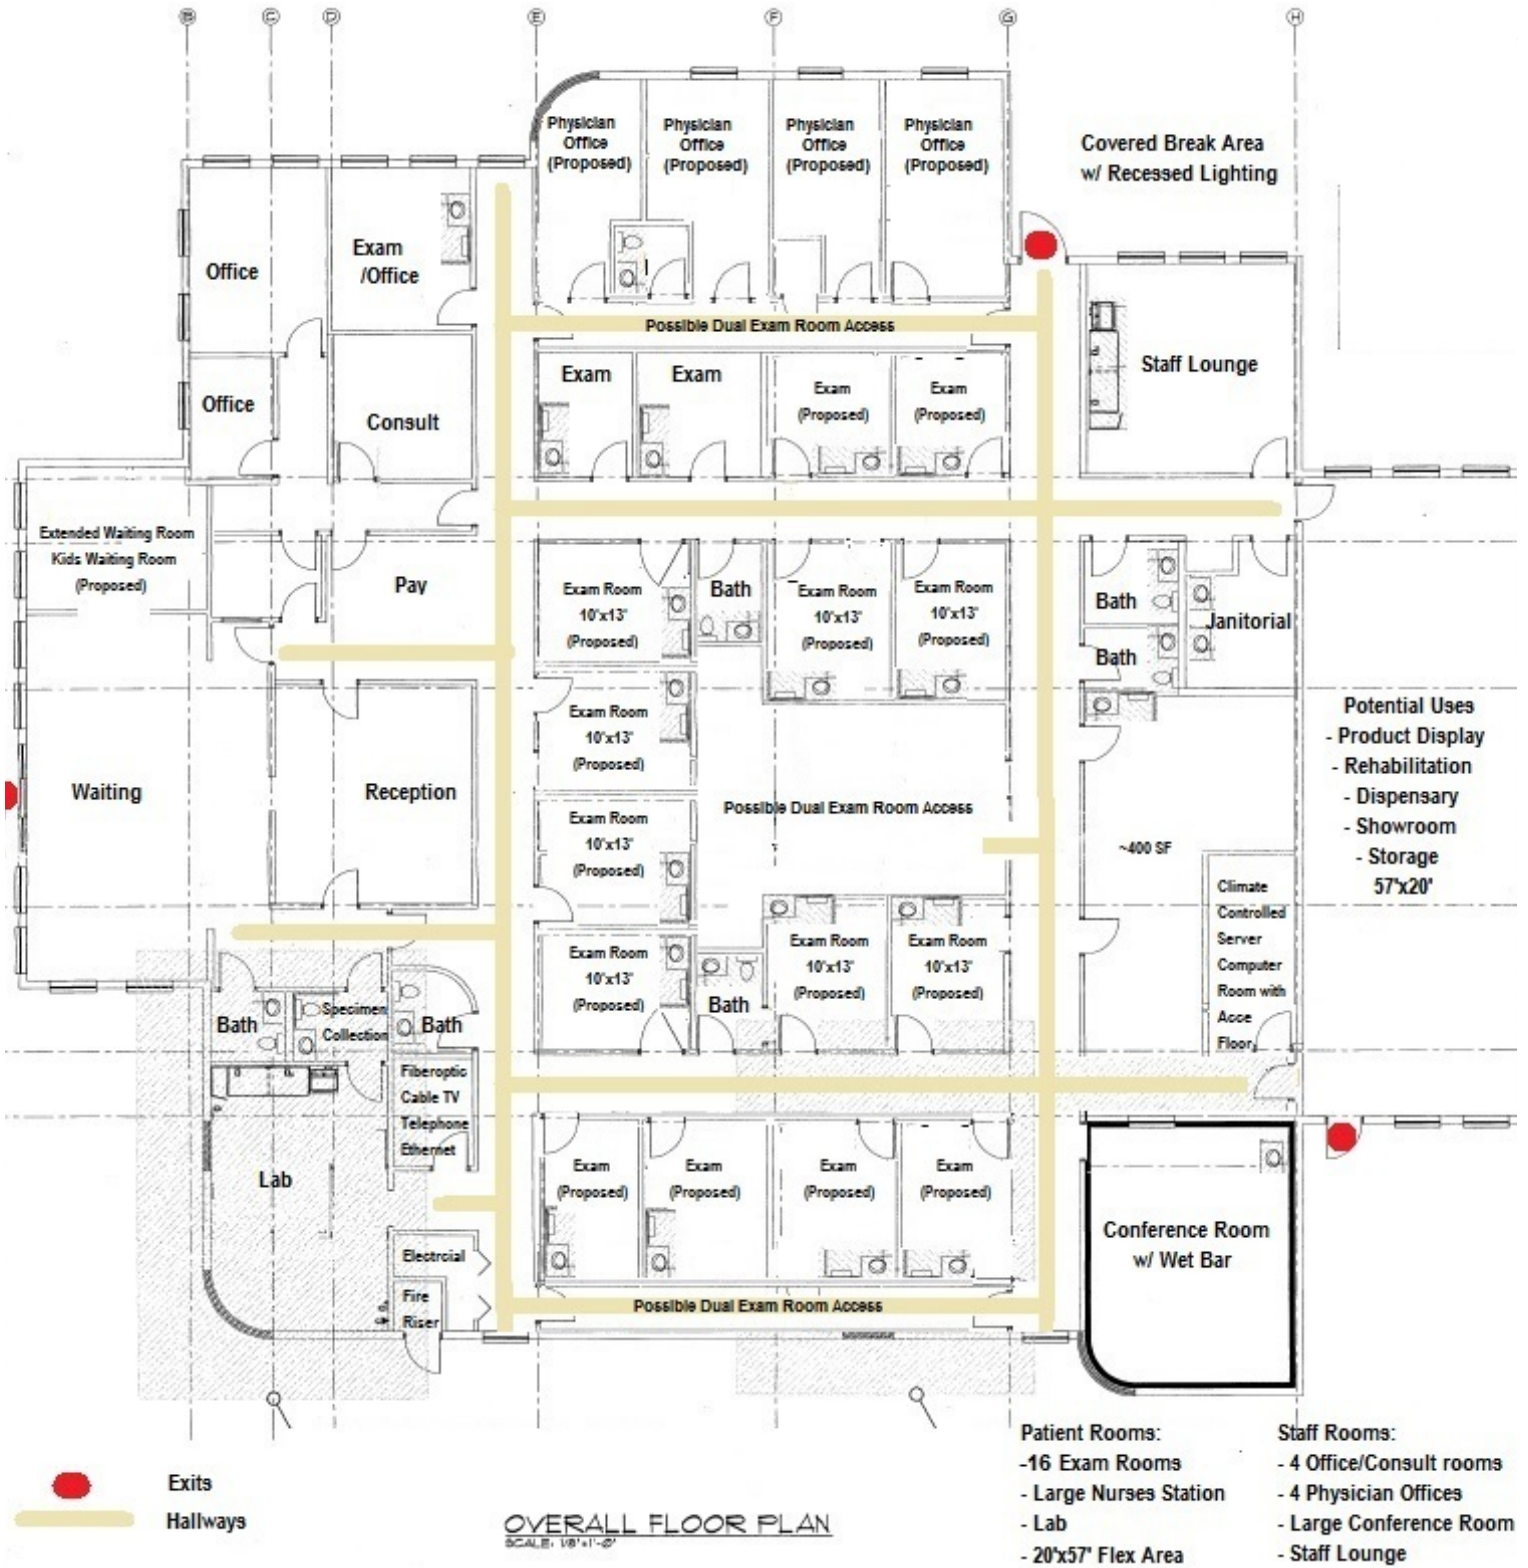 B
C
D
E
F
G
H
Physician
Office
(Proposed)
Physician
Office
(Proposed)
Physician
Office
(Proposed)
Physician
Office
(Proposed)
Covered Break Area
w/ Recessed Lighting
Office
Exam
/Office
Possible Dual Exam Room Access
Office
Consult
Exam
Exam
Exam
(Proposed)
Exam
(Proposed)
Staff Lounge
Extended Waiting Room
Kids Waiting Room
(Proposed)
Pay
Exam Room
10'x13'
(Proposed)
Bath
Exam Room
10'x13'
(Proposed)
Exam Room
10'x13'
(Proposed)
Bath
Bath
Janitorial
Waiting
Reception
Exam Room
10'x13'
(Proposed)
Exam Room
10'x13'
(Proposed)
Possible Dual Exam Room Access
~400 SF
Potential Uses
- Product Display
- Rehabilitation
- Dispensary
- Showroom
- Storage
57'x20'
Climate
Controlled
Server
Computer
Room with
Acce
Floor
Exam Room
10'x13'
(Proposed)
Bath
Exam Room
10'x13'
(Proposed)
Exam Room
10'x13'
(Proposed)
Bath
Specimen
Collection
Bath
Fiberoptic
Cable TV
Telephone
Ethernet
Lab
Exam
(Proposed)
Exam
(Proposed)
Exam
(Proposed)
Exam
(Proposed)
Conference Room
w/ Wet Bar
Electrcial
Fire
Riser
Possible Dual Exam Room Access
Exits
Hallways
OVERALL FLOOR PLAN
SCALE: 1/8"=1'-0"
Patient Rooms:
-16 Exam Rooms
- Large Nurses Station
- Lab
- 20'x57' Flex Area
Staff Rooms:
- 4 Office/Consult rooms
- 4 Physician Offices
- Large Conference Room
- Staff Lounge